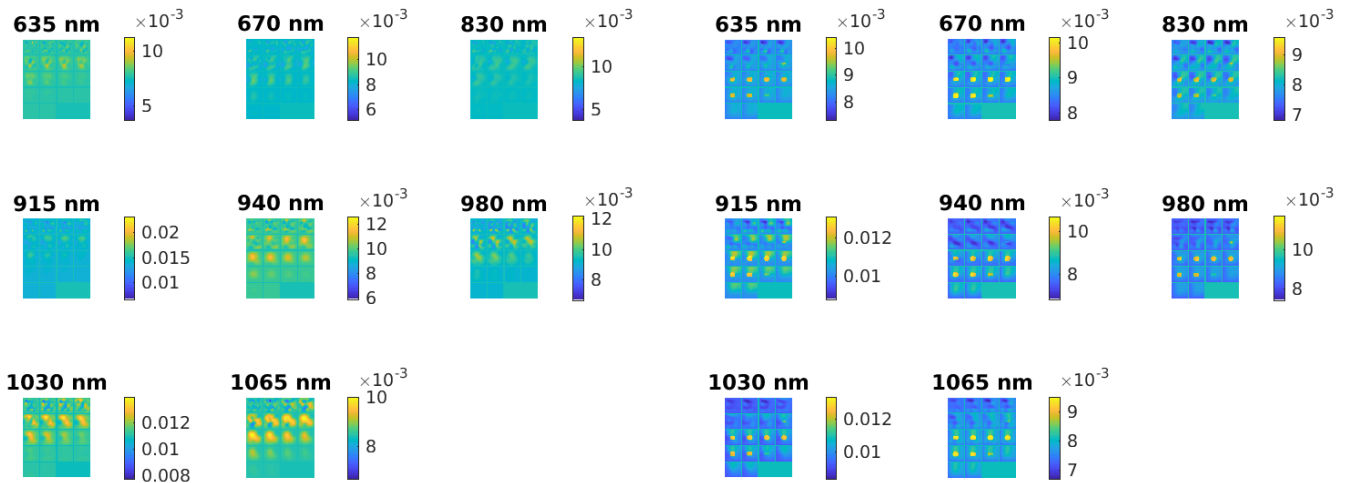 635 nm ×10-3 10 5
670 nm ×10-3 10 8 6
830 nm ×10-3 10 5
635 nm ×10-3 10 9 8
670 nm ×10-3 10 9 8
830 nm ×10-3 9 8 7
915 nm 0.02 0.015 0.01
940 nm ×10-3 12 10 8 6
980 nm ×10-3 12 10 8
915 nm 0.012 0.01
940 nm ×10-3 10 8
980 nm ×10-3 10 8
1030 nm 0.012 0.01 0.008
1065 nm ×10-3 10 8
1030 nm 0.012 0.01
1065 nm ×10-3 9 8 7